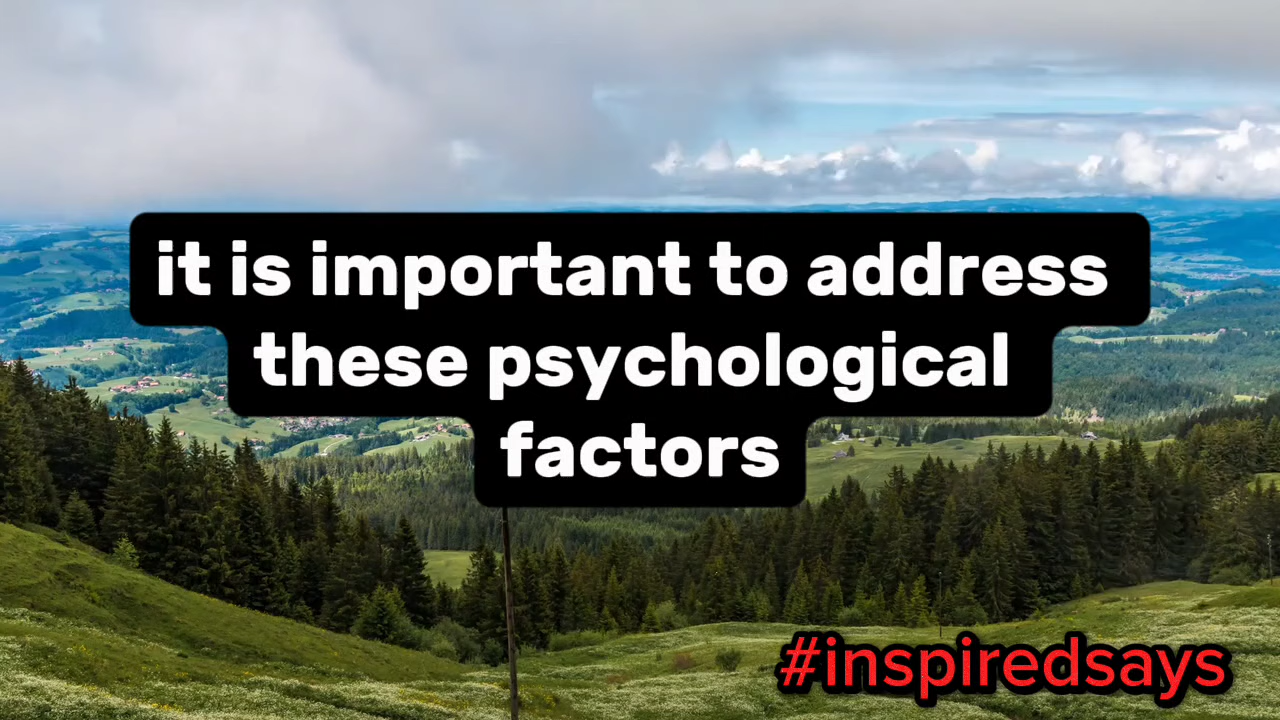 it is important to address
these psychological
factors
#inspiredsays